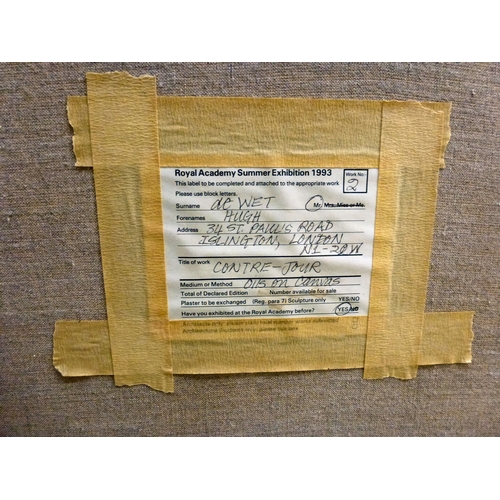 Royal Academy Summer Exhibition 1993
This label to be completed and attached to the appropriate work
Work No:
2
Please use block letters.
Surname de WET Mr, Mrs, Miss or Ms.
Forenames HUGH
Address 34 ST. PAUL'S ROAD
ISLINGTON, LONDON
N1-2QW
Title of work CONTRE-JOUR
Medium or Method Oils on Canvas
Total of Declared Edition Number available for sale
Plaster to be exchanged (Reg. para 7) Sculpture only YES/NO
Have you exhibited at the Royal Academy before? YES/NO